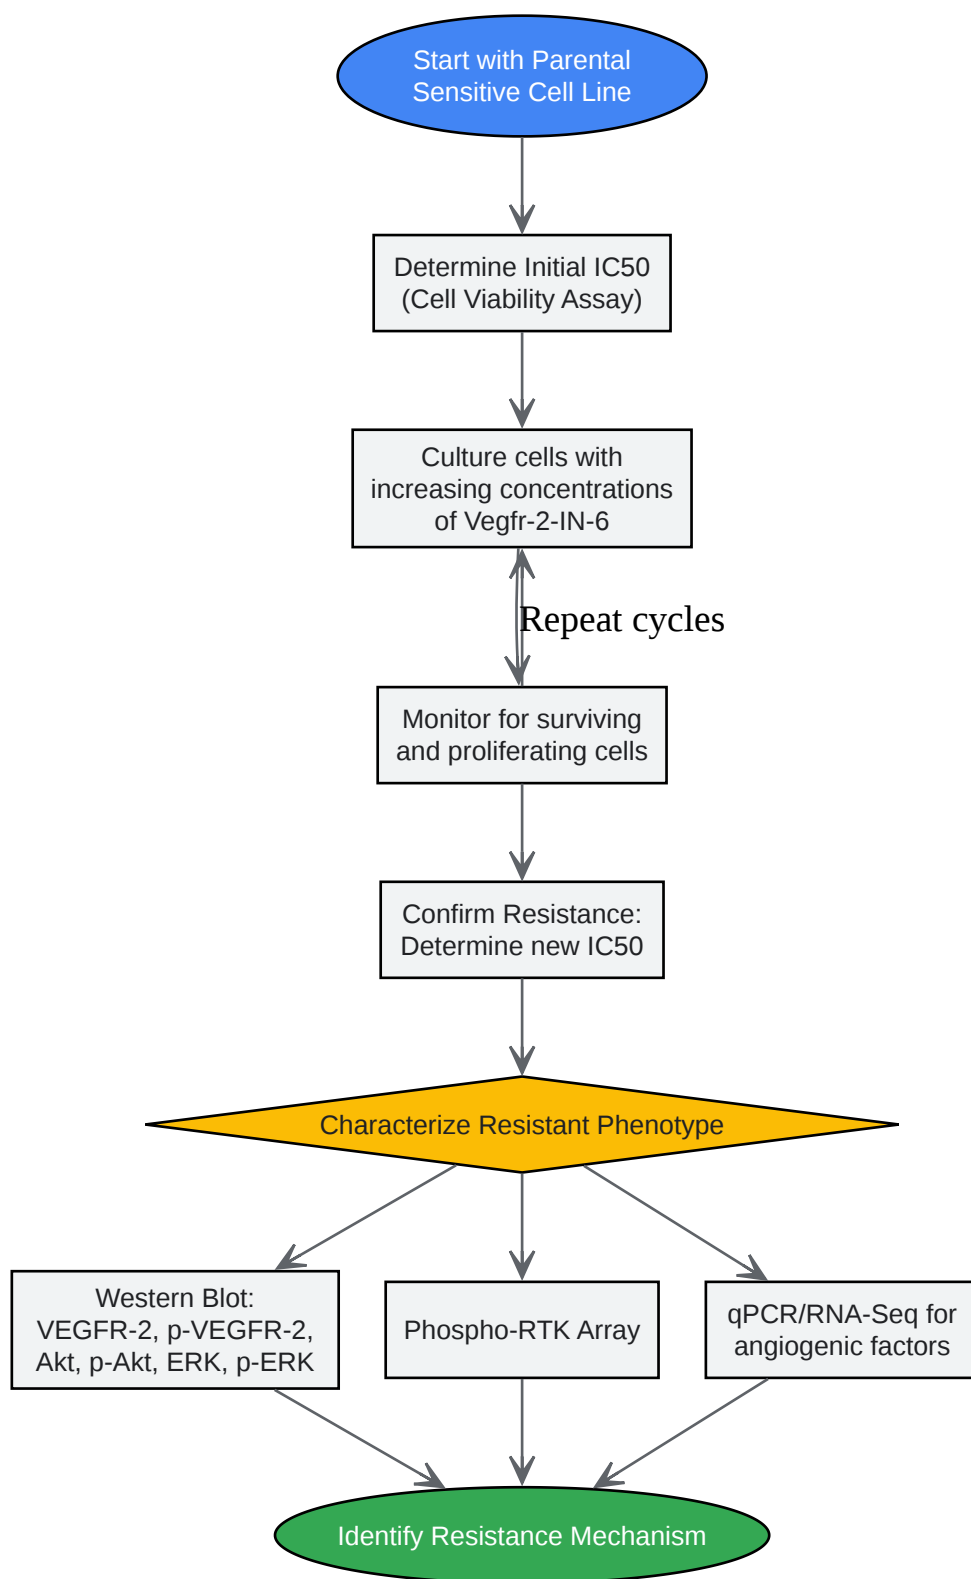 Start with Parental
Sensitive Cell Line
Determine Initial IC50
(Cell Viability Assay)
Culture cells with
increasing concentrations
of Vegfr-2-IN-6
Repeat cycles
Monitor for surviving
and proliferating cells
Confirm Resistance:
Determine new IC50
Characterize Resistant Phenotype
Western Blot:
VEGFR-2, p-VEGFR-2,
Akt, p-Akt, ERK, p-ERK
Phospho-RTK Array
qPCR/RNA-Seq for
angiogenic factors
Identify Resistance Mechanism